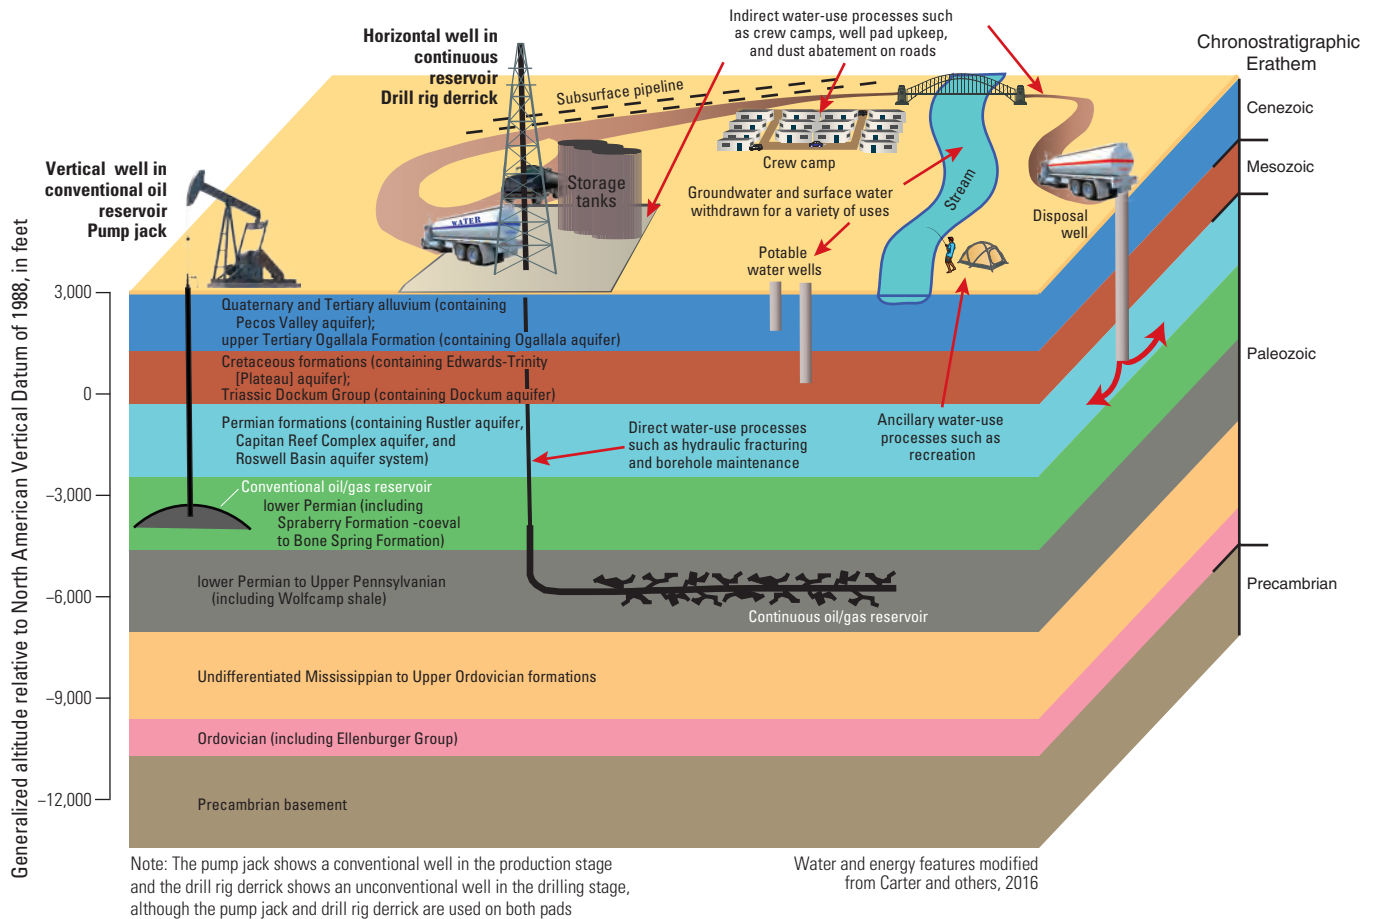 Indirect water-use processes such
as crew camps, well pad upkeep,
and dust abatement on roads
Horizontal well in
continuous
reservoir
Drill rig derrick
Chronostratigraphic
Erathem
Subsurface pipeline
Cenezoic
Mesozoic
Paleozoic
Precambrian
Vertical well in
conventional oil
reservoir
Pump jack
Storage
tanks
WATER
Crew camp
Groundwater and surface water
withdrawn for a variety of uses
Stream
Disposal
well
Potable
water wells
Generalized altitude relative to North American Vertical Datum of 1988, in feet
3,000
0
−3,000
−6,000
−9,000
−12,000
Quaternary and Tertiary alluvium (containing
Pecos Valley aquifer);
upper Tertiary Ogallala Formation (containing Ogallala aquifer)
Cretaceous formations (containing Edwards-Trinity
[Plateau] aquifer);
Triassic Dockum Group (containing Dockum aquifer)
Permian formations (containing Rustler aquifer,
Capitan Reef Complex aquifer, and
Roswell Basin aquifer system)
Direct water-use processes
such as hydraulic fracturing
and borehole maintenance
Ancillary water-use
processes such as
recreation
Conventional oil/gas reservoir
lower Permian (including
Spraberry Formation -coeval
to Bone Spring Formation)
lower Permian to Upper Pennsylvanian
(including Wolfcamp shale)
Continuous oil/gas reservoir
Undifferentiated Mississippian to Upper Ordovician formations
Ordovician (including Ellenburger Group)
Precambrian basement
Note: The pump jack shows a conventional well in the production stage
and the drill rig derrick shows an unconventional well in the drilling stage,
although the pump jack and drill rig derrick are used on both pads
Water and energy features modified
from Carter and others, 2016